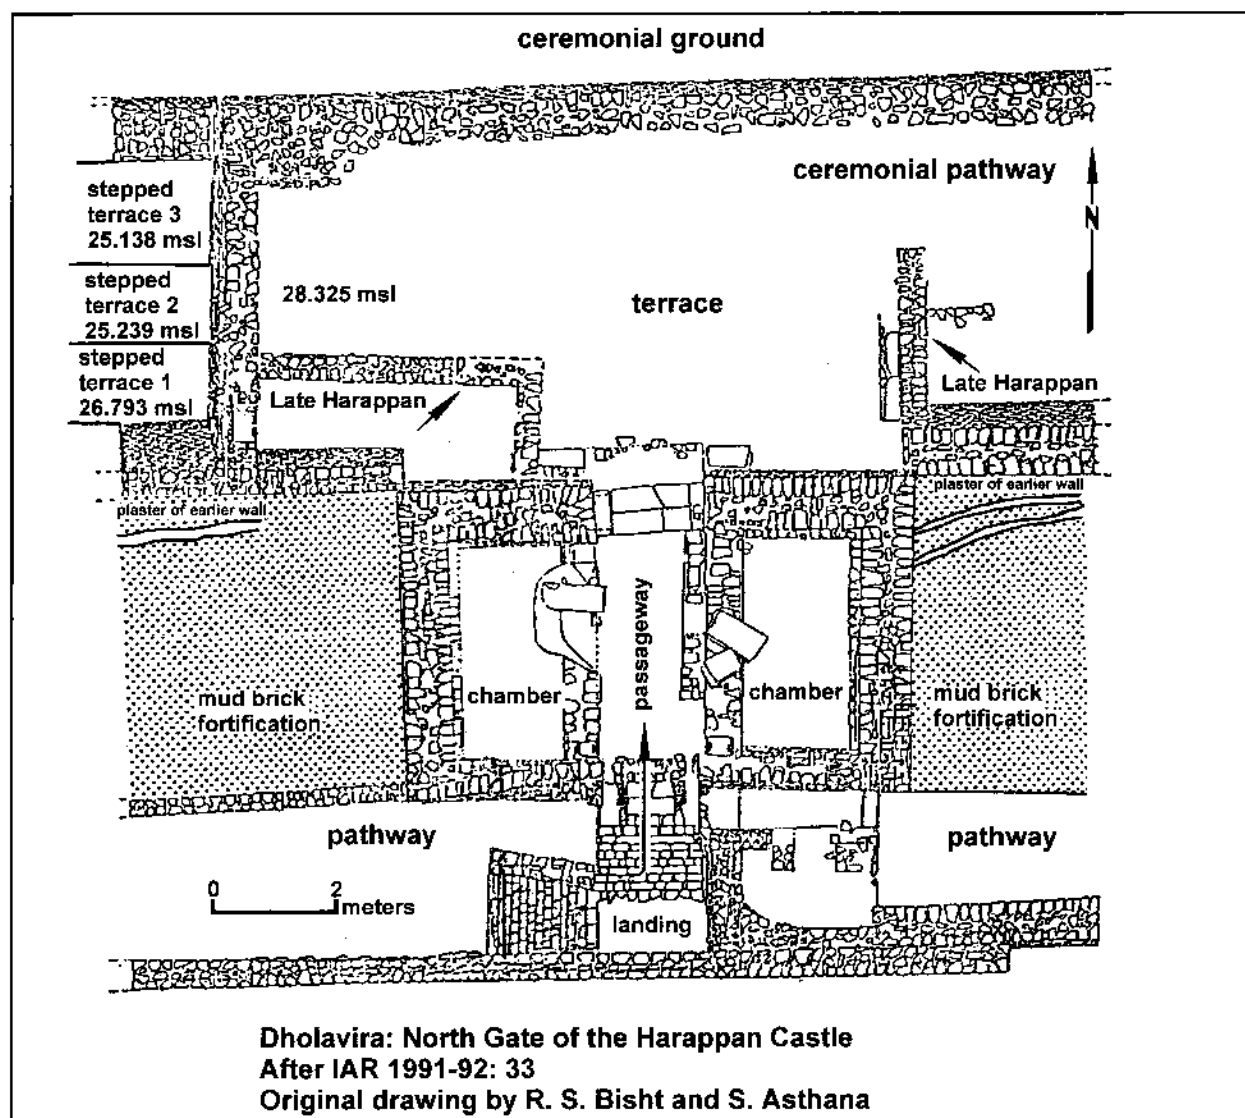 ceremonial ground
ceremonial pathway
N
stepped
terrace 3
25.138 msl
stepped
terrace 2
25.239 msl
stepped
terrace 1
26.793 msl
28.325 msl
terrace
Late Harappan
Late Harappan
plaster of earlier wall
plaster of earlier wall
passageway
chamber
chamber
mud brick
fortification
mud brick
fortification
pathway
pathway
0 2
meters
landing
Dholavira: North Gate of the Harappan Castle
After IAR 1991-92: 33
Original drawing by R. S. Bisht and S. Asthana